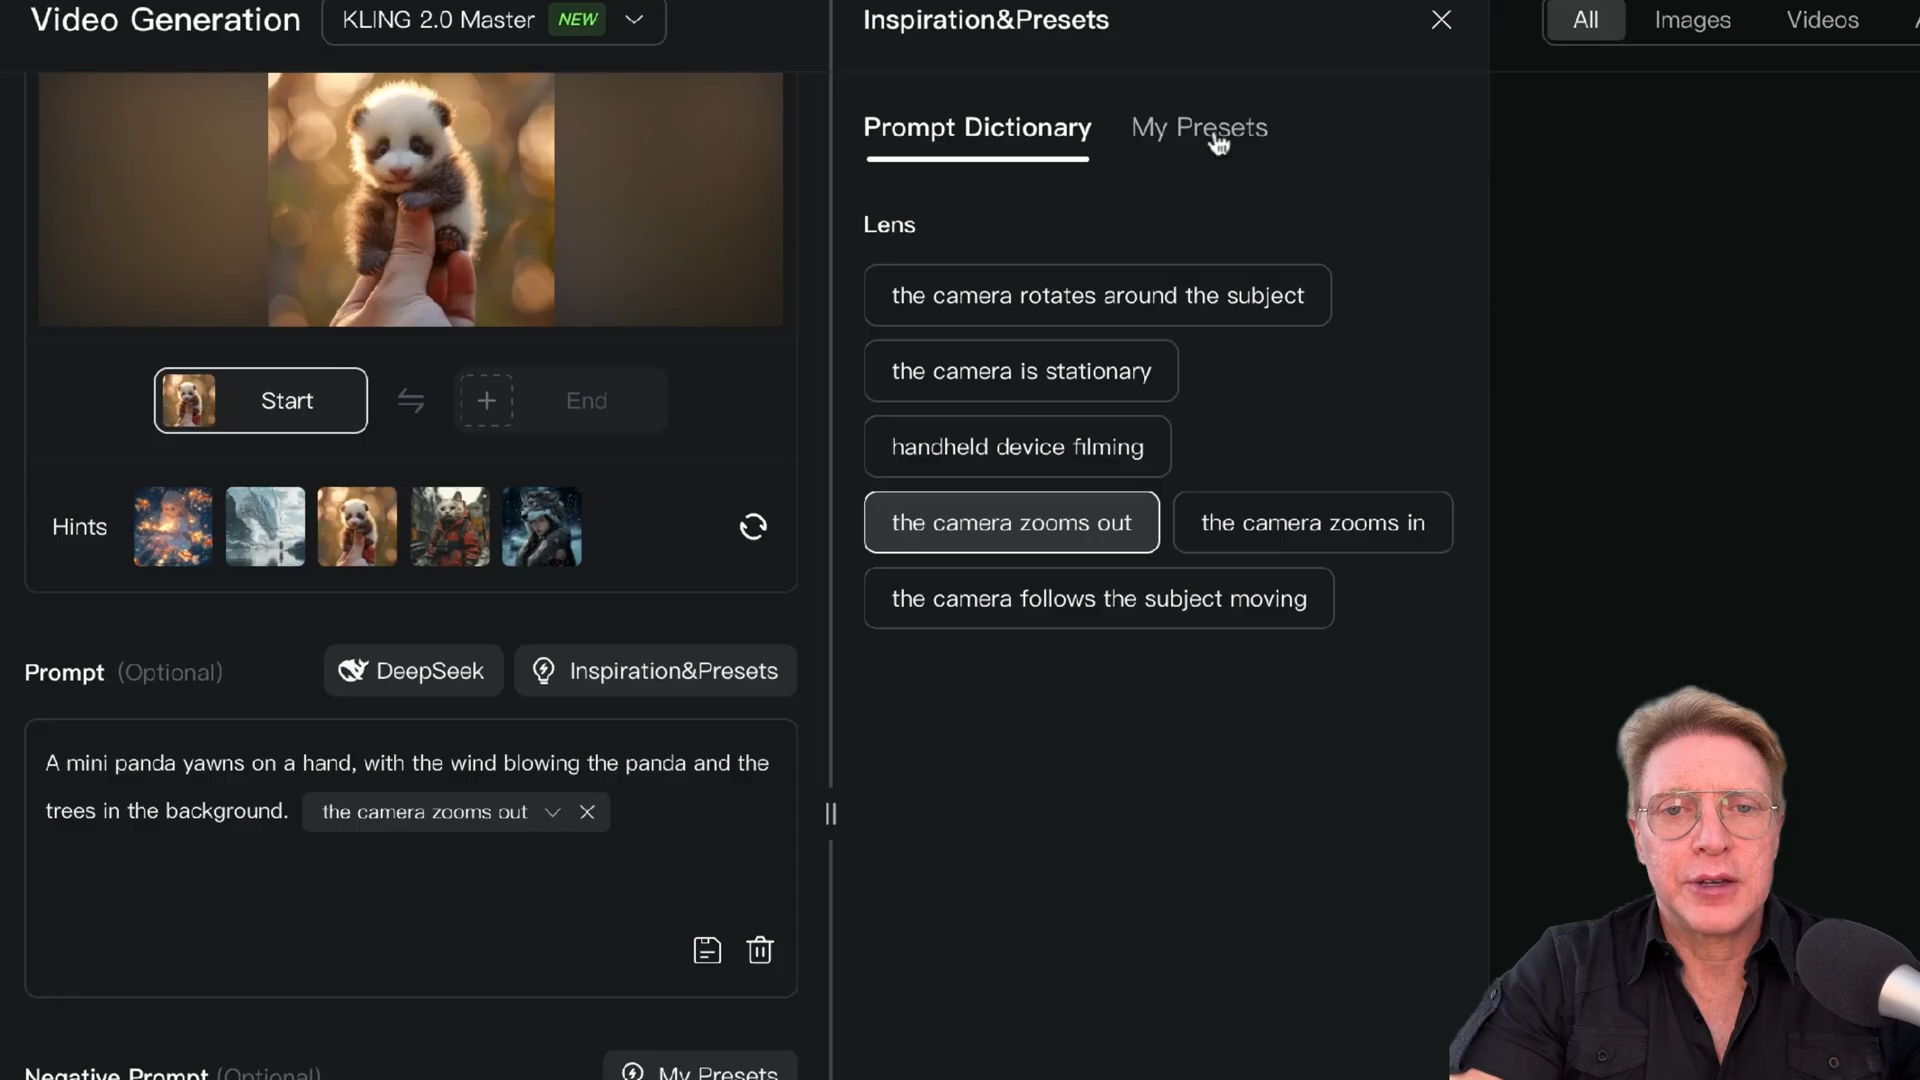 Video Generation
KLING 2.0 Master NEW
Start
End
Hints
Prompt (Optional)
DeepSeek
Inspiration&Presets
A mini panda yawns on a hand, with the wind blowing the panda and the
trees in the background. the camera zooms out
Negative Prompt (Optional)
My Presets
Inspiration&Presets
Prompt Dictionary
My Presets
Lens
the camera rotates around the subject
the camera is stationary
handheld device filming
the camera zooms out
the camera zooms in
the camera follows the subject moving
All
Images
Videos